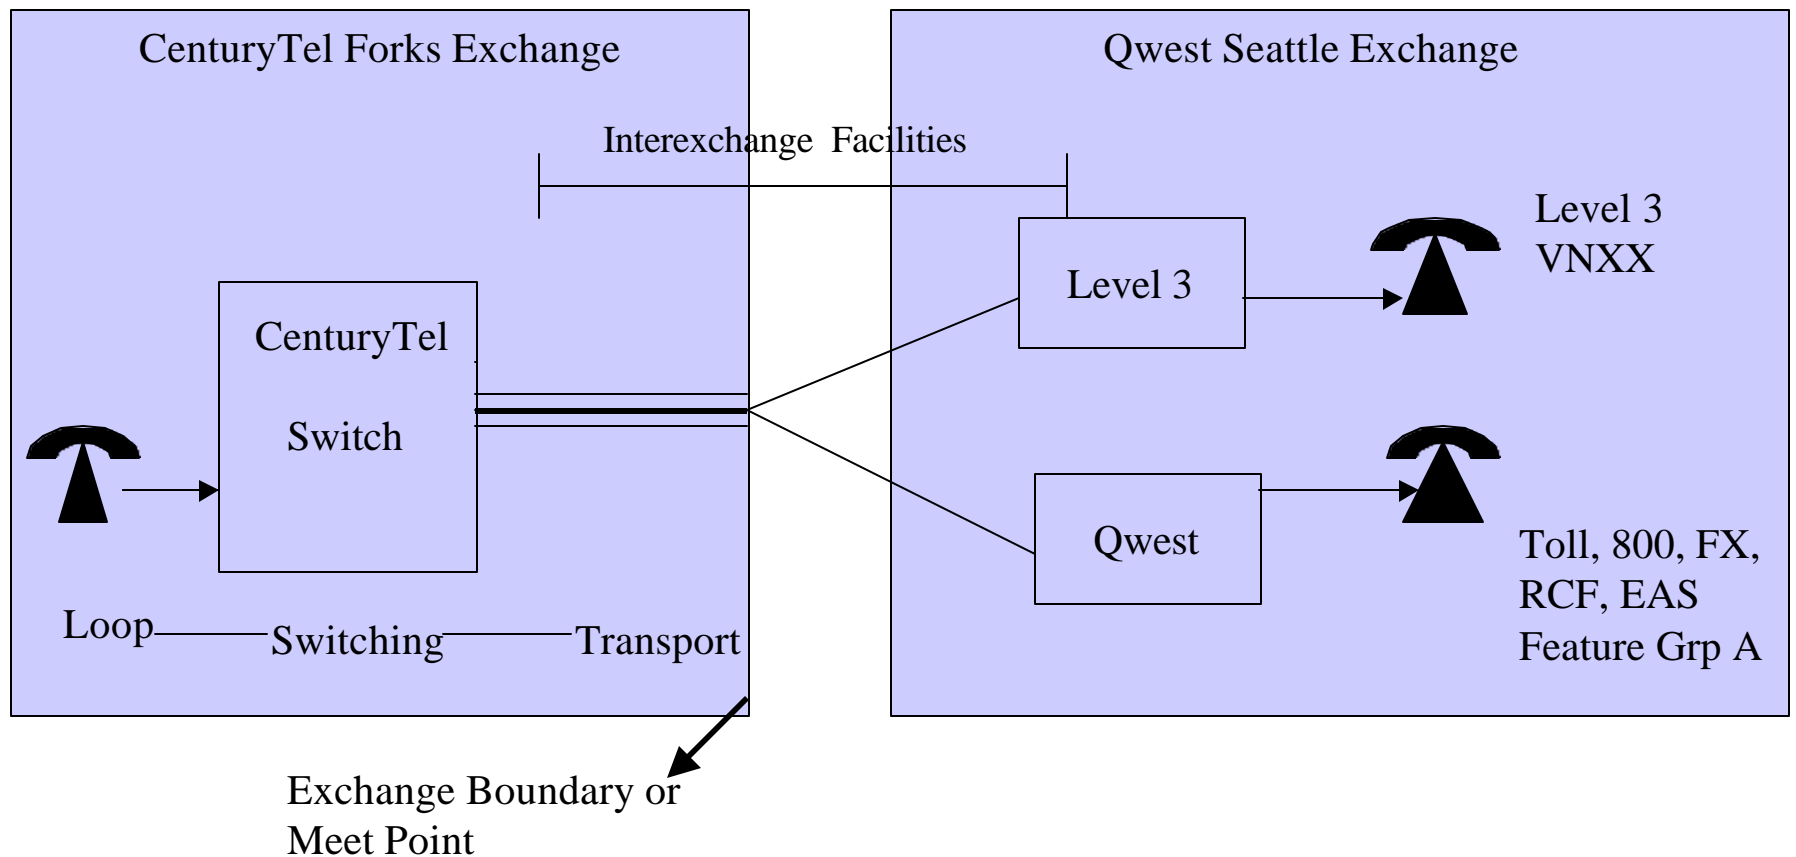 CenturyTel Forks Exchange
Qwest Seattle Exchange
Interexchange Facilities
Level 3
VNXX
Level 3
CenturyTel
Switch
Qwest
Toll, 800, FX,
RCF, EAS
Feature Grp A
Loop
Switching
Transport
Exchange Boundary or
Meet Point